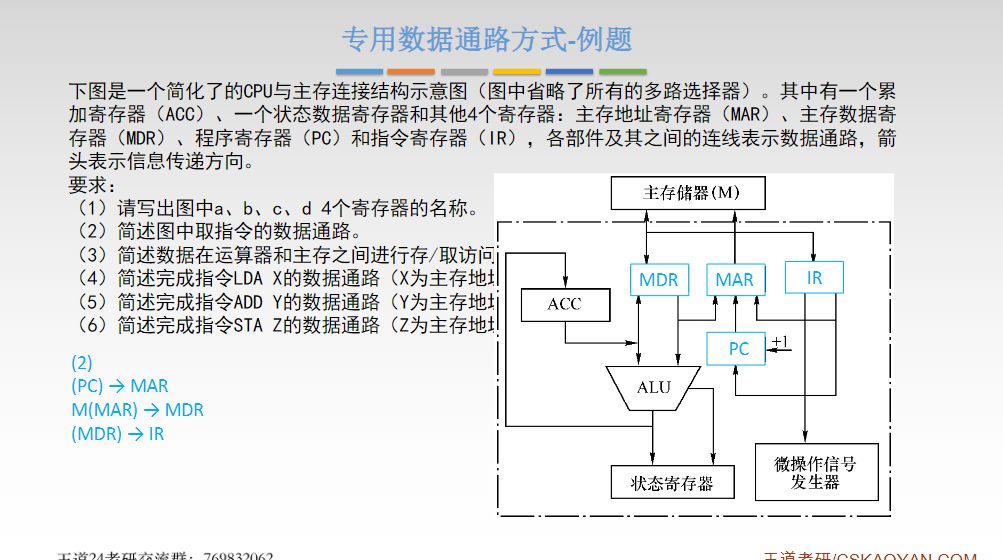 专用数据通路方式-例题
下图是一个简化了的CPU与主存连接结构示意图（图中省略了所有的多路选择器）。其中有一个累
加寄存器（ACC）、一个状态数据寄存器和其他4个寄存器：主存地址寄存器（MAR）、主存数据寄
存器（MDR）、程序寄存器（PC）和指令寄存器（IR），各部件及其之间的连线表示数据通路，箭
头表示信息传递方向。
要求：
（1）请写出图中a、b、c、d 4个寄存器的名称。
（2）简述图中取指令的数据通路。
（3）简述数据在运算器和主存之间进行存/取访问
（4）简述完成指令LDA X的数据通路（X为主存地
（5）简述完成指令ADD Y的数据通路（Y为主存地
（6）简述完成指令STA Z的数据通路（Z为主存地
(2)
(PC) → MAR
M(MAR) → MDR
(MDR) → IR
主存储器(M)
MDR
MAR
IR
ACC
PC
+1
ALU
状态寄存器
微操作信号
发生器
王道24考研交流群：769832062
王道考研/CSKAOYAN.COM